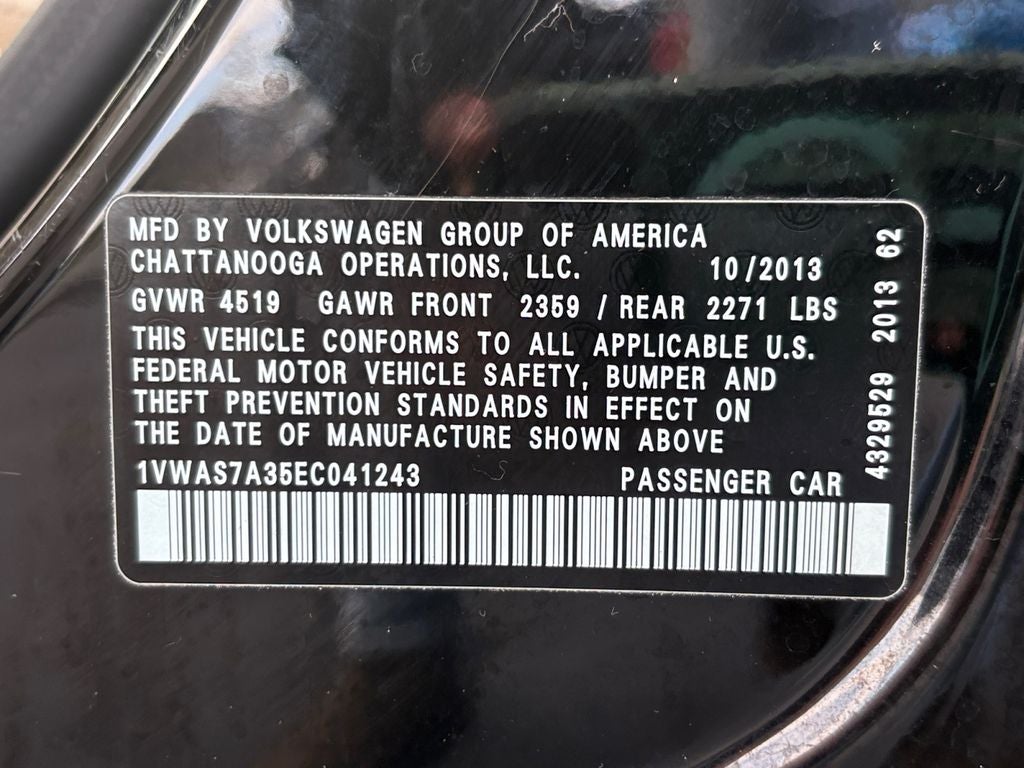 MFD BY VOLKSWAGEN GROUP OF AMERICA
CHATTANOOGA OPERATIONS, LLC. 10/2013
GVWR 4519 GAWR FRONT 2359 / REAR 2271 LBS
THIS VEHICLE CONFORMS TO ALL APPLICABLE U.S.
FEDERAL MOTOR VEHICLE SAFETY, BUMPER AND
THEFT PREVENTION STANDARDS IN EFFECT ON
THE DATE OF MANUFACTURE SHOWN ABOVE
1VWAS7A35EC041243 PASSENGER CAR
4329529 2013 62